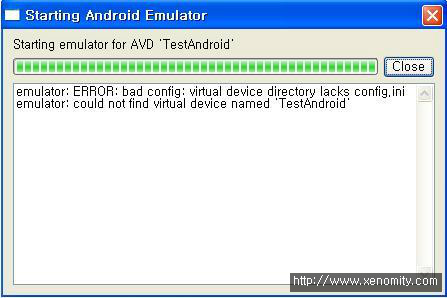 Starting Android Emulator
Starting emulator for AVD 'TestAndroid'
Close
emulator: ERROR: bad config: virtual device directory lacks config.ini
emulator: could not find virtual device named 'TestAndroid'
http://www.xenomity.com